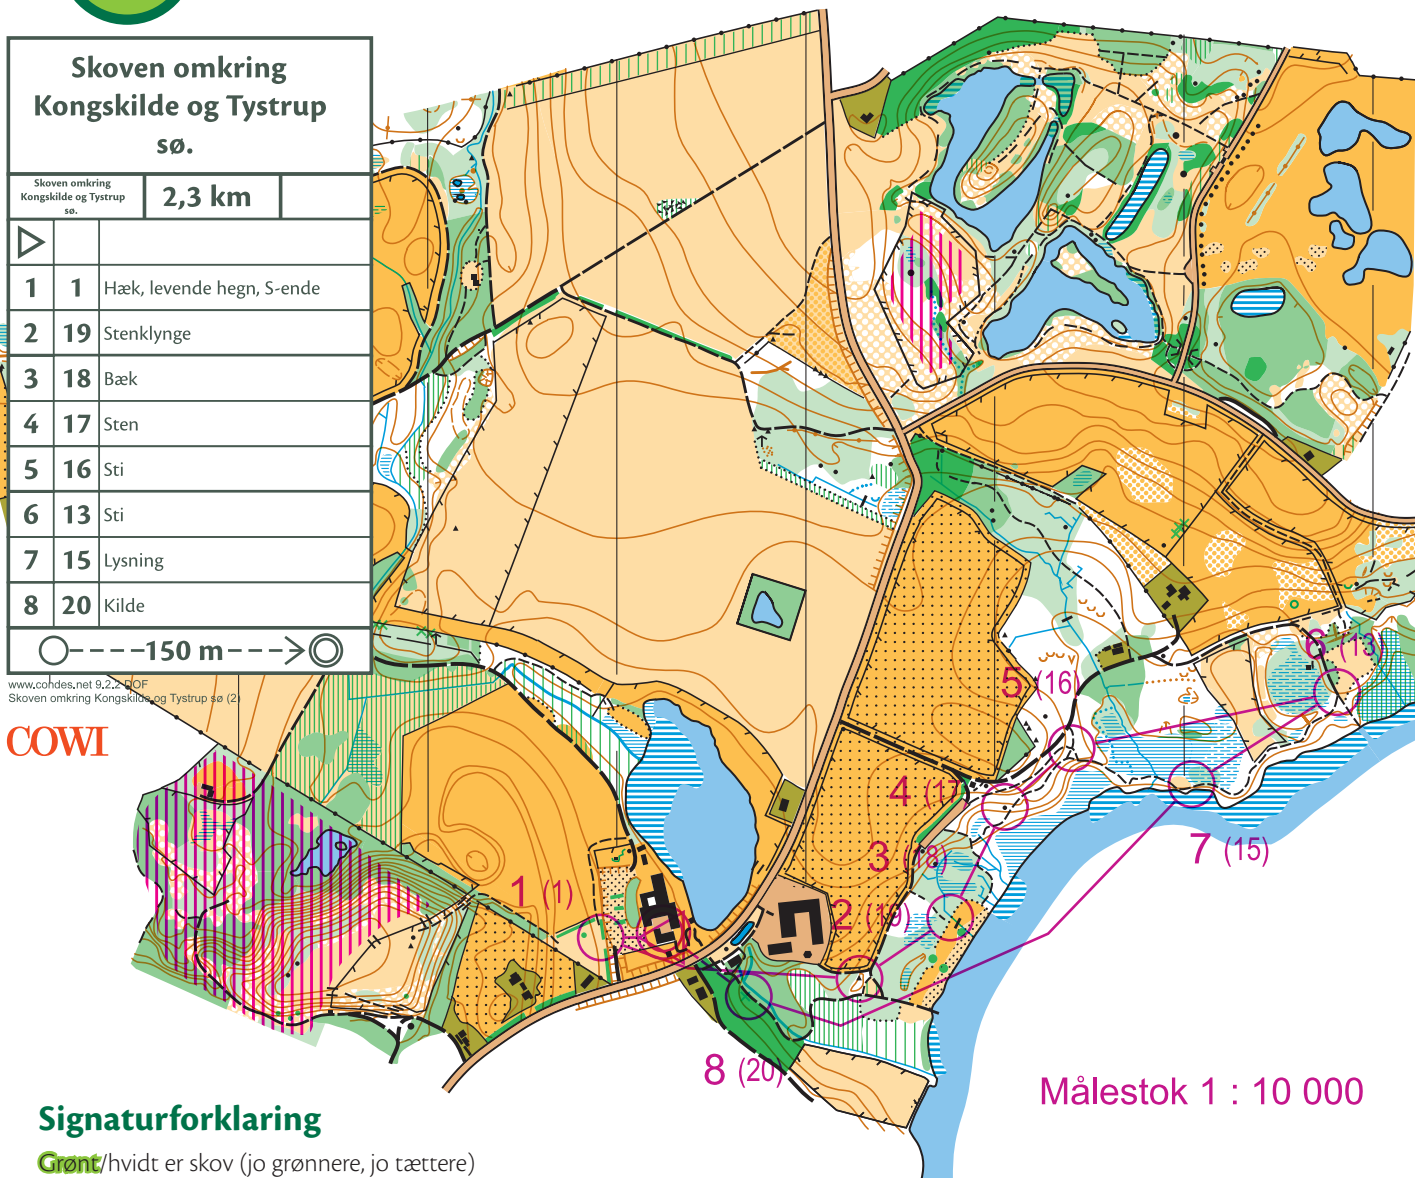 Skoven omkring
Kongskilde og Tystrup
sø.
Skoven omkring
Kongskilde og Tystrup
sø.
2,3 km
1 1 Hæk, levende hegn, S-ende
2 19 Stenklynge
3 18 Bæk
4 17 Sten
5 16 Sti
6 13 Sti
7 15 Lysning
8 20 Kilde
150 m
www.condes.net 9.2.2 DOF
Skoven omkring Kongskilde og Tystrup sø (2)
COWI
6 (13)
5 (16)
4 (17)
7 (15)
3 (18)
1 (1)
2 (19)
8 (20)
Målestok 1 : 10 000
Signaturforklaring
Grønt/hvidt er skov (jo grønnere, jo tættere)